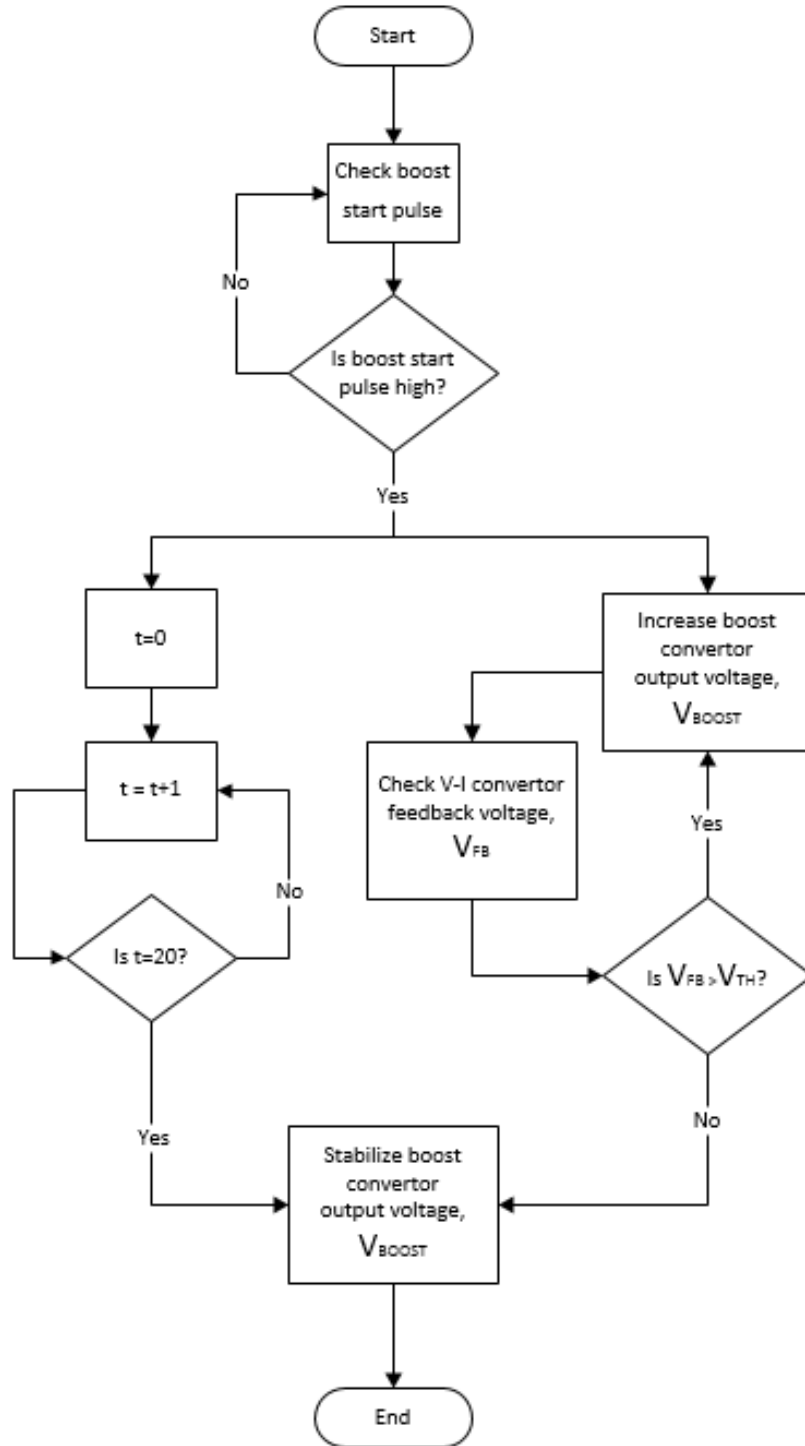 Start
Check boost
start pulse
No
Is boost start
pulse high?
Yes
t=0
t = t+1
No
Is t=20?
Yes
Increase boost
convertor
output voltage,
VBOOST
Check V-I convertor
feedback voltage,
VFB
Yes
Is VFB > VTH?
No
Stabilize boost
convertor
output voltage,
VBOOST
End